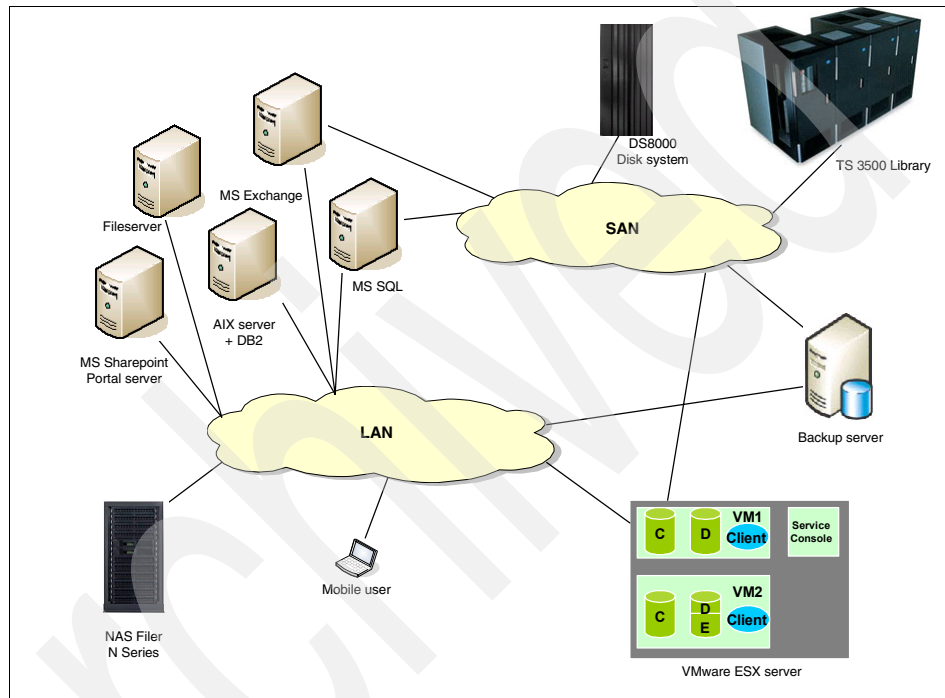 DS8000
Disk system
TS 3500 Library
MS Exchange
Fileserver
SAN
MS SQL
AIX server
+ DB2
MS Sharepoint
Portal server
LAN
Backup server
NAS Filer
N Series
Mobile user
C
D
VM1
Client
Service
Console
C
D
E
VM2
Client
VMware ESX server